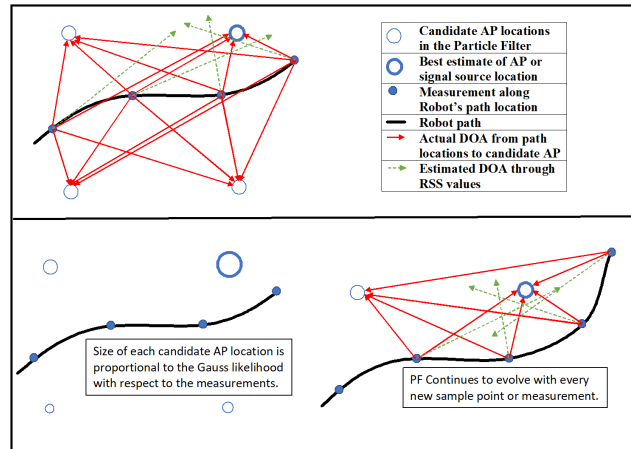 Candidate AP locations
in the Particle Filter
Best estimate of AP or
signal source location
Measurement along
Robot's path location
Robot path
Actual DOA from path
locations to candidate AP
Estimated DOA through
RSS values
Size of each candidate AP location is
proportional to the Gauss likelihood
with respect to the measurements.
PF Continues to evolve with every
new sample point or measurement.